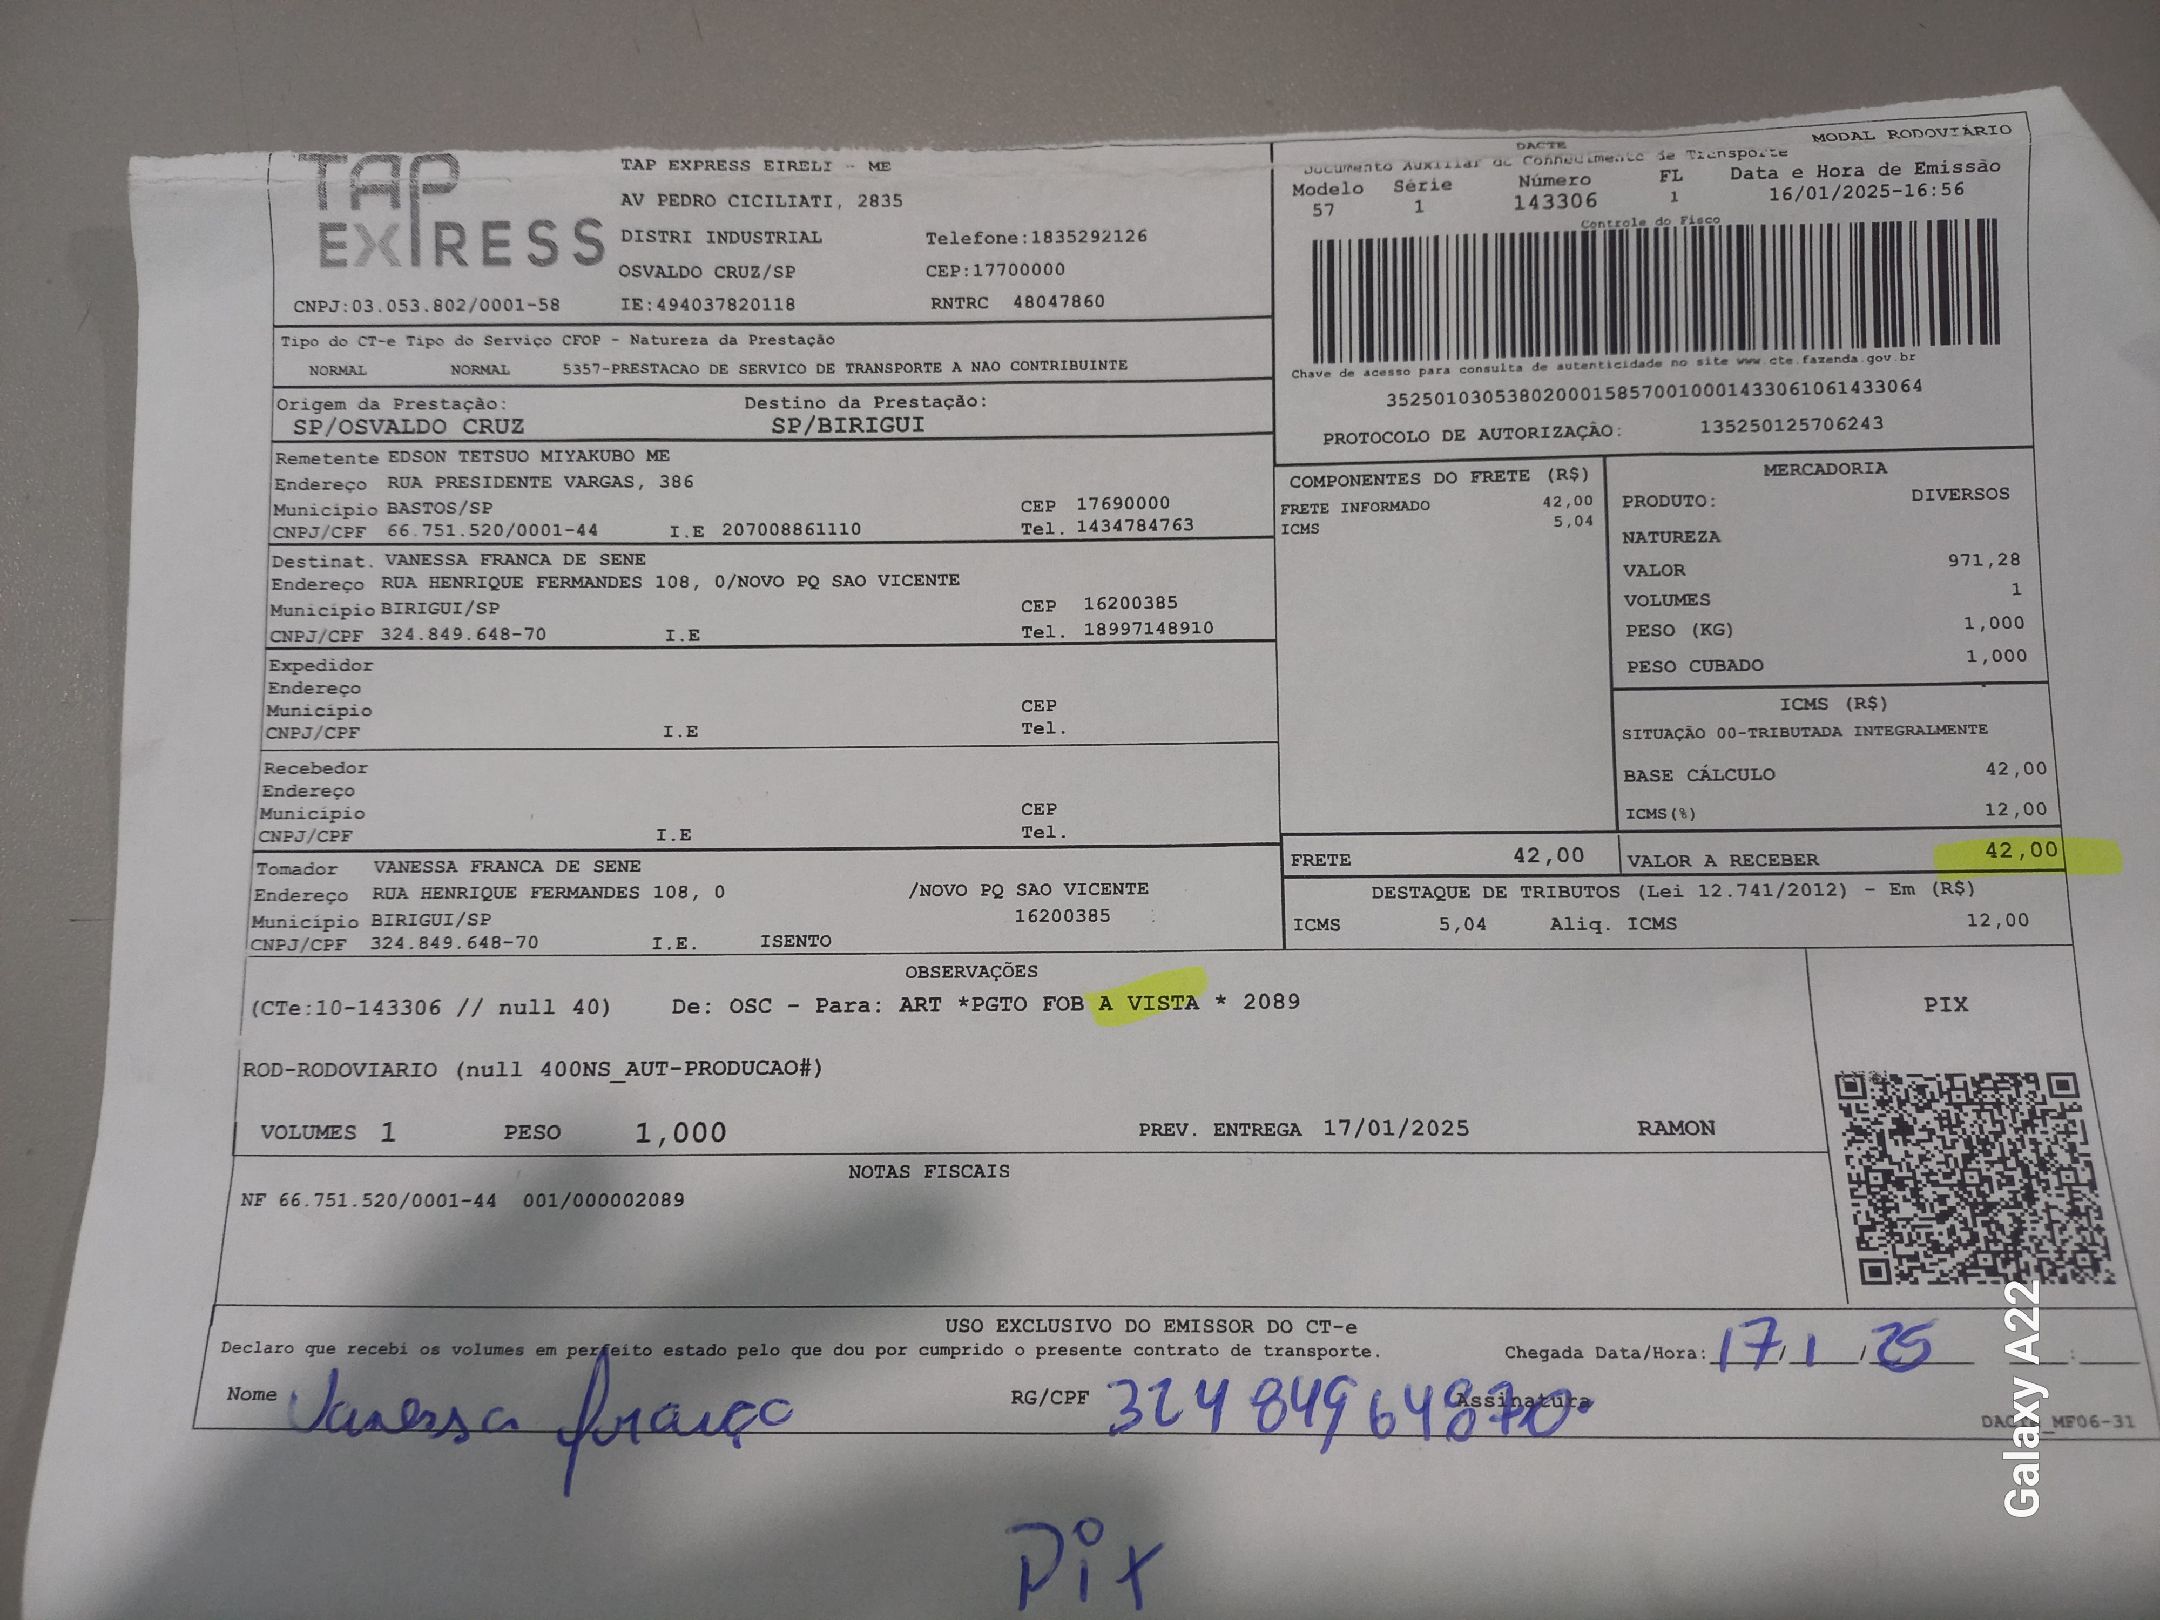 TAP EXPRESS
TAP EXPRESS EIRELI - ME
AV PEDRO CICILIATI, 2835
DISTRI INDUSTRIAL Telefone:1835292126
OSVALDO CRUZ/SP CEP:17700000
CNPJ:03.053.802/0001-58 IE:494037820118 RNTRC 48047860
DACTE MODAL RODOVIÁRIO
Documento Auxiliar de Conhecimento de Transporte
Modelo Série Número FL Data e Hora de Emissão
57 1 143306 1 16/01/2025-16:56
Controle do Fisco
Chave de acesso para consulta de autenticidade no site www.cte.fazenda.gov.br
35250103053802000158570010001433061061433064
PROTOCOLO DE AUTORIZAÇÃO: 135250125706243
Tipo do CT-e Tipo do Serviço CFOP - Natureza da Prestação
NORMAL NORMAL 5357-PRESTACAO DE SERVICO DE TRANSPORTE A NAO CONTRIBUINTE
Origem da Prestação: Destino da Prestação:
SP/OSVALDO CRUZ SP/BIRIGUI
Remetente EDSON TETSUO MIYAKUBO ME
Endereço RUA PRESIDENTE VARGAS, 386
Município BASTOS/SP CEP 17690000
CNPJ/CPF 66.751.520/0001-44 I.E 207008861110 Tel. 1434784763
Destinat. VANESSA FRANCA DE SENE
Endereço RUA HENRIQUE FERMANDES 108, 0/NOVO PQ SAO VICENTE
Município BIRIGUI/SP CEP 16200385
CNPJ/CPF 324.849.648-70 I.E Tel. 18997148910
Expedidor
Endereço
Município CEP
CNPJ/CPF I.E Tel.
Recebedor
Endereço
Município CEP
CNPJ/CPF I.E Tel.
Tomador VANESSA FRANCA DE SENE
Endereço RUA HENRIQUE FERMANDES 108, 0 /NOVO PQ SAO VICENTE
Município BIRIGUI/SP 16200385
CNPJ/CPF 324.849.648-70 I.E. ISENTO
COMPONENTES DO FRETE (R$)
FRETE INFORMADO 42,00
ICMS 5,04
MERCADORIA
PRODUTO: DIVERSOS
NATUREZA
VALOR 971,28
VOLUMES 1
PESO (KG) 1,000
PESO CUBADO 1,000
ICMS (R$)
SITUAÇÃO 00-TRIBUTADA INTEGRALMENTE
BASE CÁLCULO 42,00
ICMS(%) 12,00
FRETE 42,00 VALOR A RECEBER 42,00
DESTAQUE DE TRIBUTOS (Lei 12.741/2012) - Em (R$)
ICMS 5,04 Aliq. ICMS 12,00
OBSERVAÇÕES
(CTe:10-143306 // null 40) De: OSC - Para: ART *PGTO FOB A VISTA * 2089
ROD-RODOVIARIO (null 400NS_AUT-PRODUCAO#)
VOLUMES 1 PESO 1,000 PREV. ENTREGA 17/01/2025 RAMON
PIX
NOTAS FISCAIS
NF 66.751.520/0001-44 001/000002089
USO EXCLUSIVO DO EMISSOR DO CT-e
Declaro que recebi os volumes em perfeito estado pelo que dou por cumprido o presente contrato de transporte. Chegada Data/Hora: 17/1/25 :
Nome Vanessa França RG/CPF 32484964870 Assinatura
DACTE_MF06-31
Pix
Galaxy A22